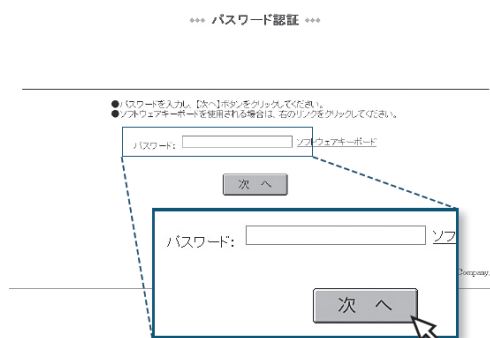 *** パスワード認証 ***
●パスワードを入力し、【次へ】ボタンをクリックしてください。
●ソフトウェアキーボードを使用される場合は、右のリンクをクリックしてください。
パスワード: ソフトウェアキーボード
次 へ
パスワード: ソフ
Company.
次 へ